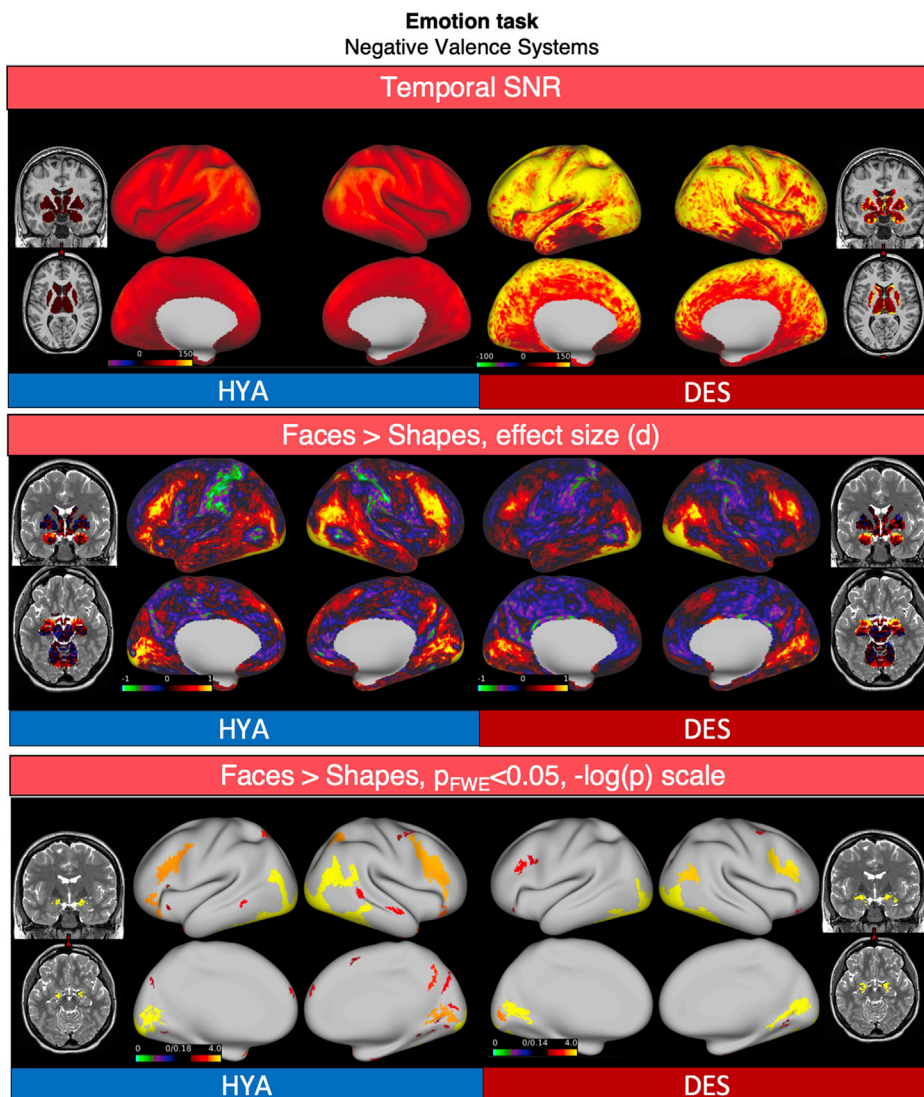 Emotion task
Negative Valence Systems
Temporal SNR
0 150
-100 0 150
HYA DES
Faces > Shapes, effect size (d)
-1 0 1
-1 0 1
HYA DES
Faces > Shapes, pFWE<0.05, -log(p) scale
0 0/0.18 4.0
0 0/0.14 4.0
HYA DES